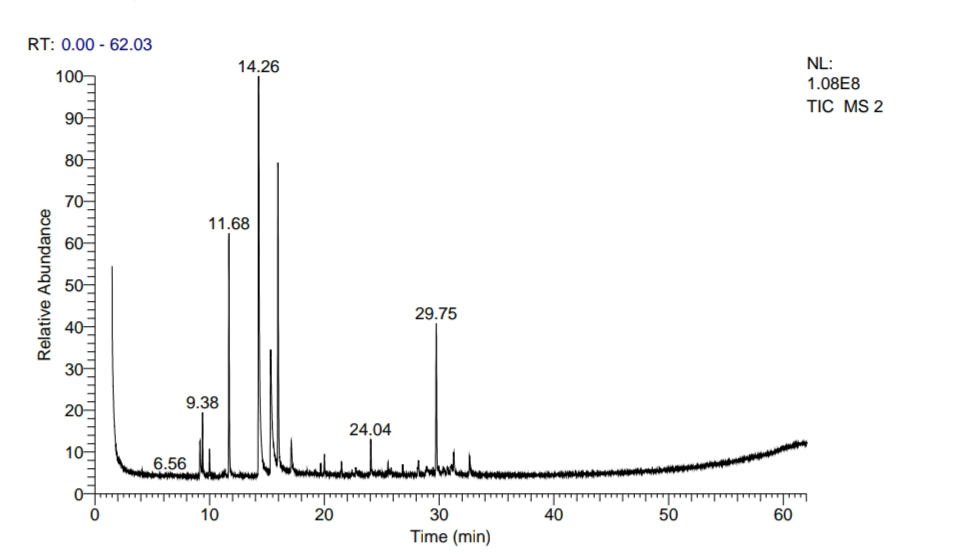 RT: 0.00 - 62.03
NL:
1.08E8
TIC MS 2
14.26
11.68
29.75
9.38
24.04
6.56
100
90
80
70
60
50
40
30
20
10
0
Relative Abundance
0 10 20 30 40 50 60
Time (min)